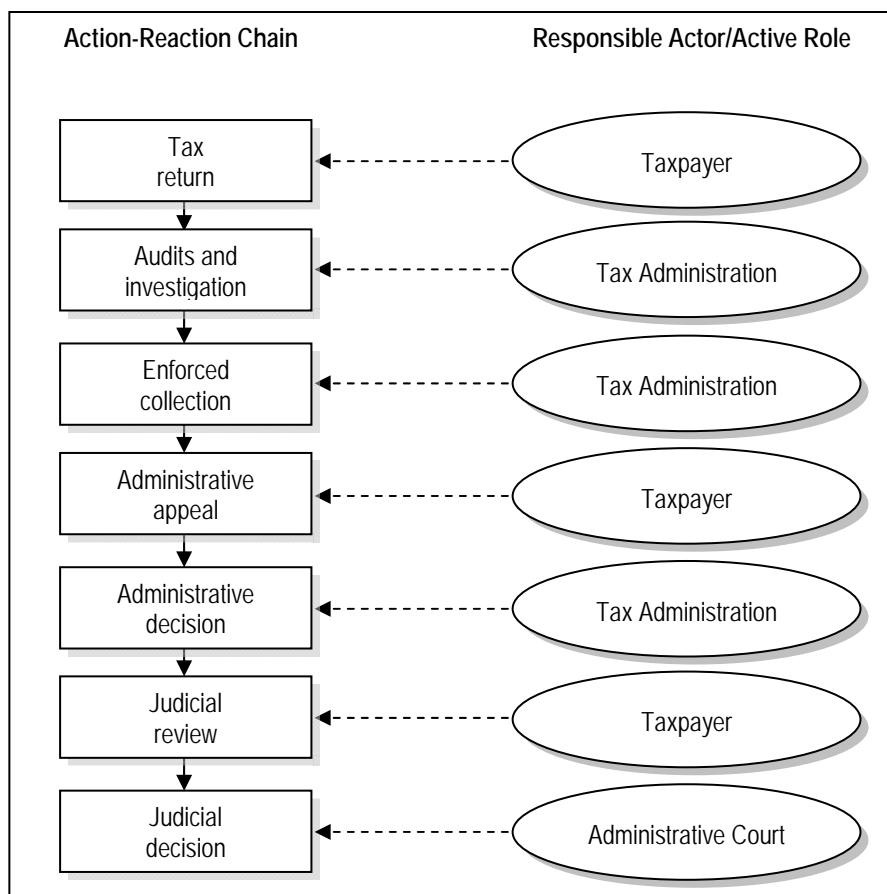 Action-Reaction Chain
Responsible Actor/Active Role
Tax
return
Taxpayer
Audits and
investigation
Tax Administration
Enforced
collection
Tax Administration
Administrative
appeal
Taxpayer
Administrative
decision
Tax Administration
Judicial
review
Taxpayer
Judicial
decision
Administrative Court